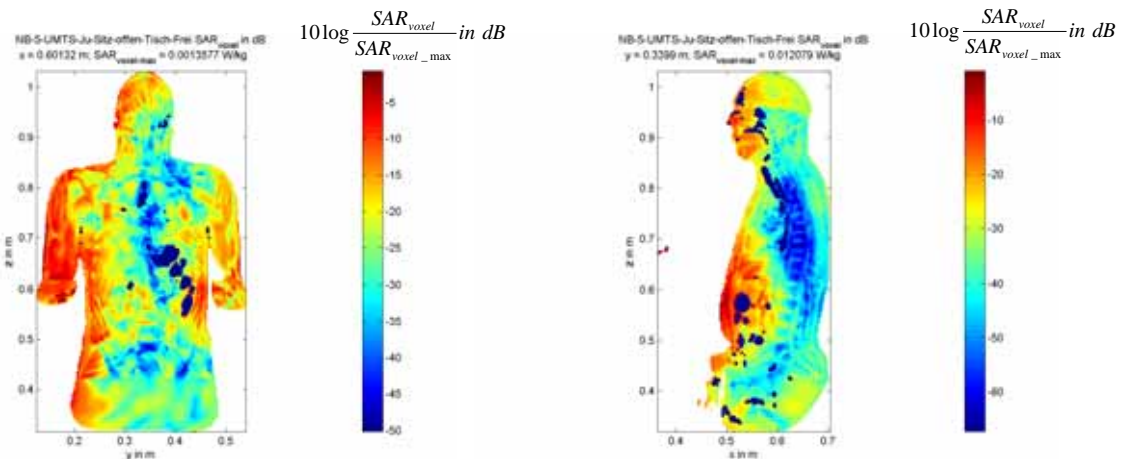 NB-5-UMTS-Ju-Sitz-offen-Tisch-Frei SAR_voxel in dB
x = 0.60132 m; SAR_voxel-max = 0.0013577 W/kg
10 log SAR_voxel / SAR_voxel_max in dB
z in m
1
0.9
0.8
0.7
0.6
0.5
0.4
0.2 0.3 0.4 0.5
y in m
-5
-10
-15
-20
-25
-30
-35
-40
-45
-50
NB-5-UMTS-Ju-Sitz-offen-Tisch-Frei SAR_voxel in dB
y = 0.3399 m; SAR_voxel-max = 0.012079 W/kg
10 log SAR_voxel / SAR_voxel_max in dB
z in m
1
0.9
0.8
0.7
0.6
0.5
0.4
0.4 0.5 0.6 0.7
x in m
-10
-20
-30
-40
-50
-60